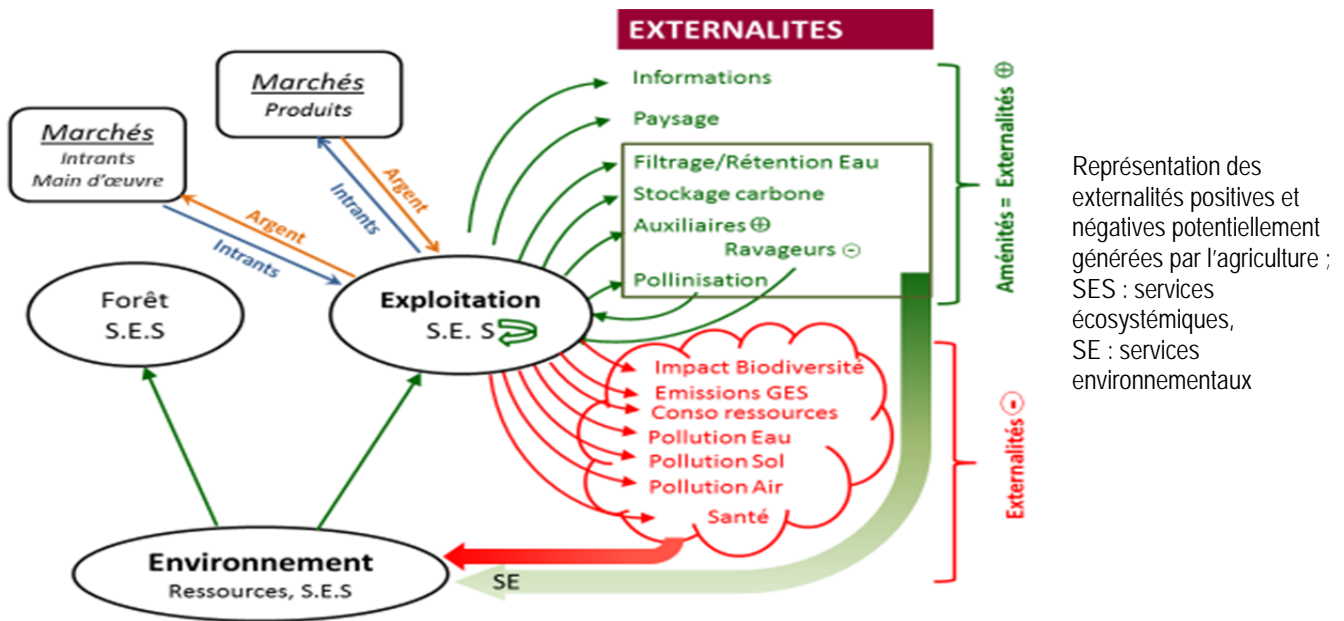 EXTERNALITES
Marchés
Produits
Marchés
Intrants
Main d'œuvre
Argent
Intrants
Argent
Intrants
Forêt
S.E.S
Exploitation
S.E. S
Environnement
Ressources, S.E.S
Informations
Paysage
Filtrage/Rétention Eau
Stockage carbone
Auxiliaires ⊕
Ravageurs ⊖
Pollinisation
Aménités = Externalités ⊕
Impact Biodiversité
Emissions GES
Conso ressources
Pollution Eau
Pollution Sol
Pollution Air
Santé
Externalités ⊖
SE
Représentation des
externalités positives et
négatives potentiellement
générées par l'agriculture ;
SES : services
écosystémiques,
SE : services
environnementaux